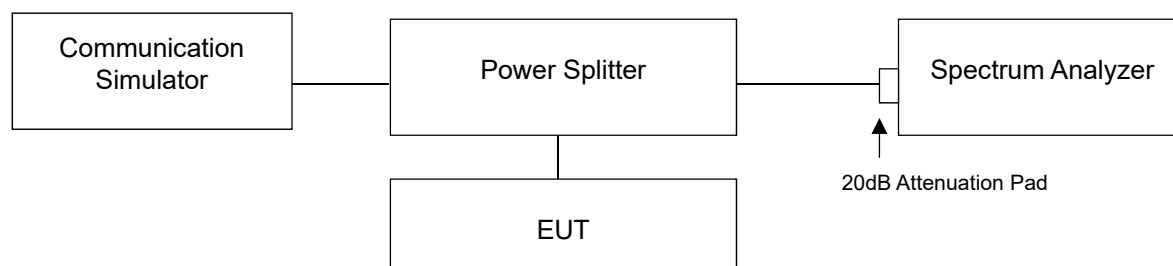 Communication
Simulator
Power Splitter
Spectrum Analyzer
20dB Attenuation Pad
EUT